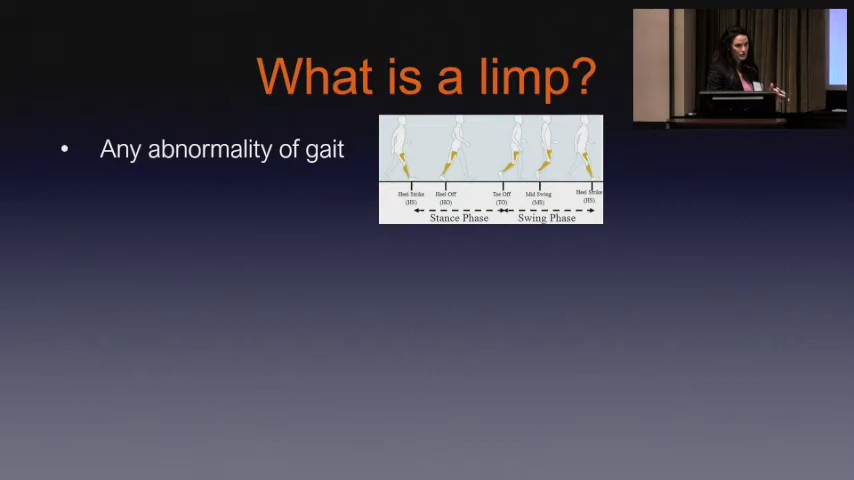 What is a limp?
• Any abnormality of gait
Heel Strike Heel Off Toe Off Mid Swing Heel Strike
(HS) (HO) (TO) (MS) (HS)
Stance Phase Swing Phase